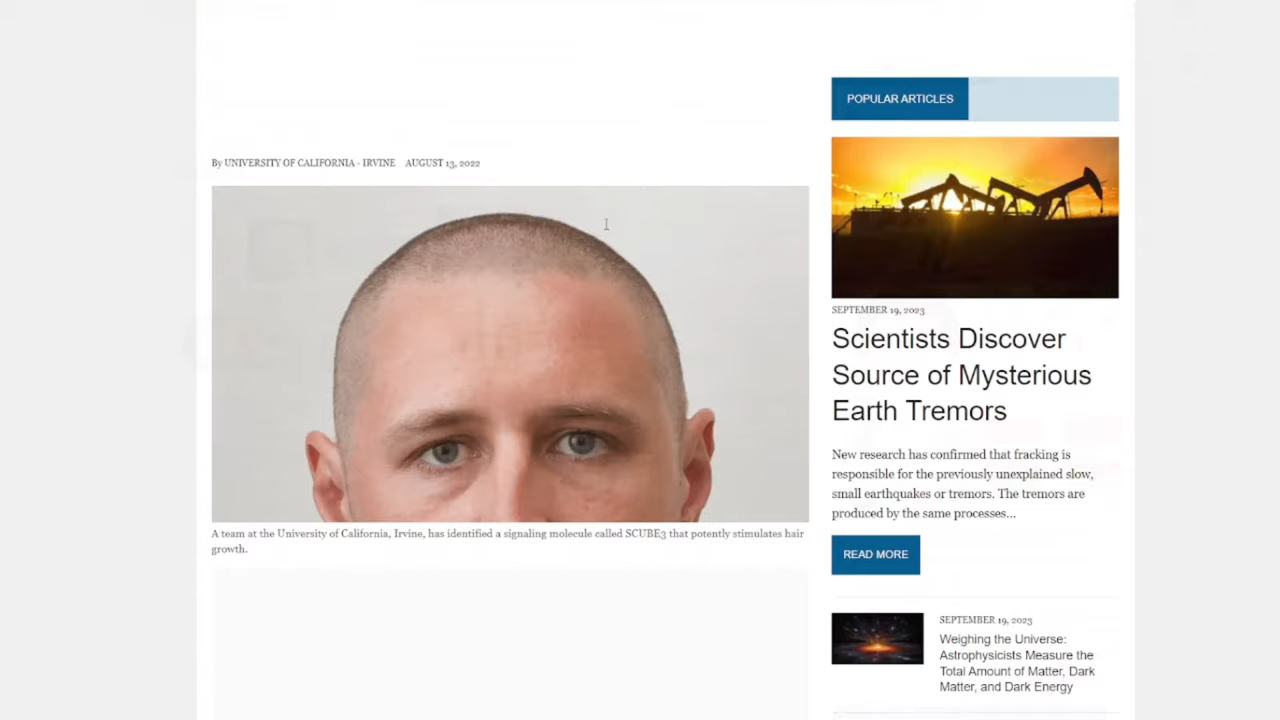 POPULAR ARTICLES
By UNIVERSITY OF CALIFORNIA - IRVINE AUGUST 13, 2022
A team at the University of California, Irvine, has identified a signaling molecule called SCUBE3 that potently stimulates hair
growth.
SEPTEMBER 19, 2023
Scientists Discover
Source of Mysterious
Earth Tremors
New research has confirmed that fracking is
responsible for the previously unexplained slow,
small earthquakes or tremors. The tremors are
produced by the same processes...
READ MORE
SEPTEMBER 19, 2023
Weighing the Universe:
Astrophysicists Measure the
Total Amount of Matter, Dark
Matter, and Dark Energy